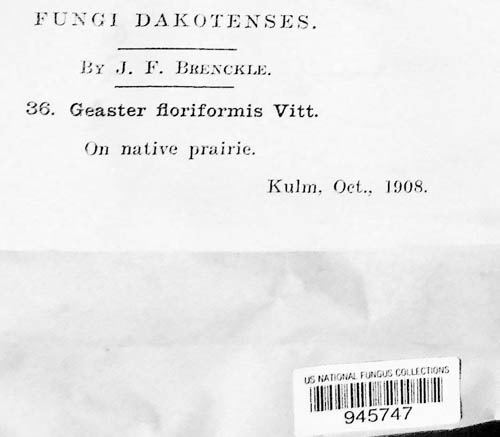 FUNGI DAKOTENSES.
BY J. F. BRENCKLE.
36. Geaster floriformis Vitt.
On native prairie.
Kulm, Oct., 1908.
US NATIONAL FUNGUS COLLECTIONS
945747